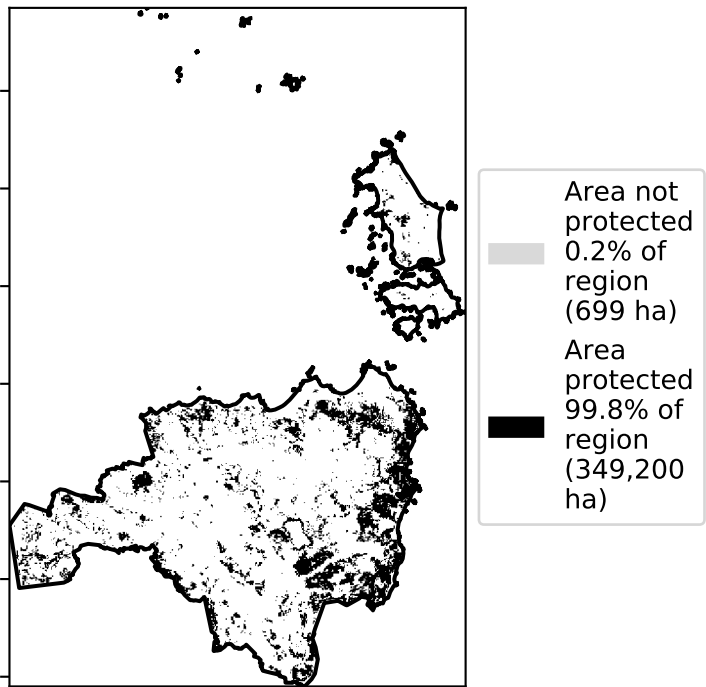 Area not
protected
0.2% of
region
(699 ha)
Area
protected
99.8% of
region
(349,200
ha)